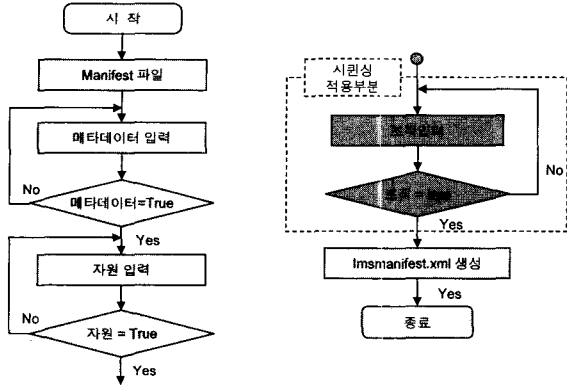 시 작
Manifest 파일
메타데이터 입력
No
메타데이터=True
Yes
자원 입력
No
자원 = True
Yes
시퀀싱
적용부분
No
Yes
Imsmanifest.xml 생성
Yes
종료